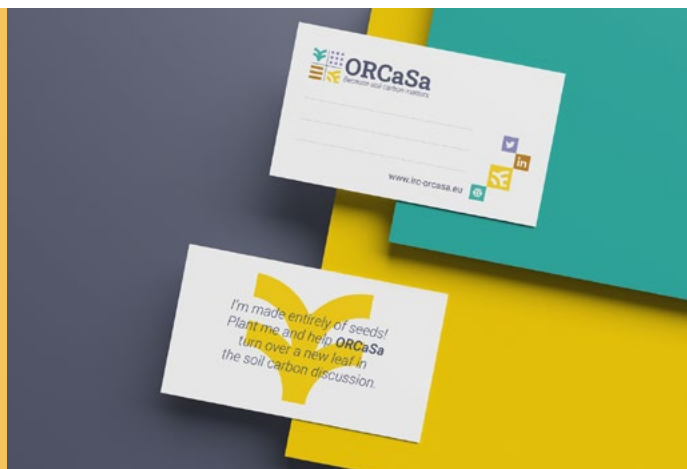 ORCaSa
Because soil carbon matters
www.irc-orcasa.eu
I'm made entirely of seeds!
Plant me and help ORCaSa
turn over a new leaf in
the soil carbon discussion.